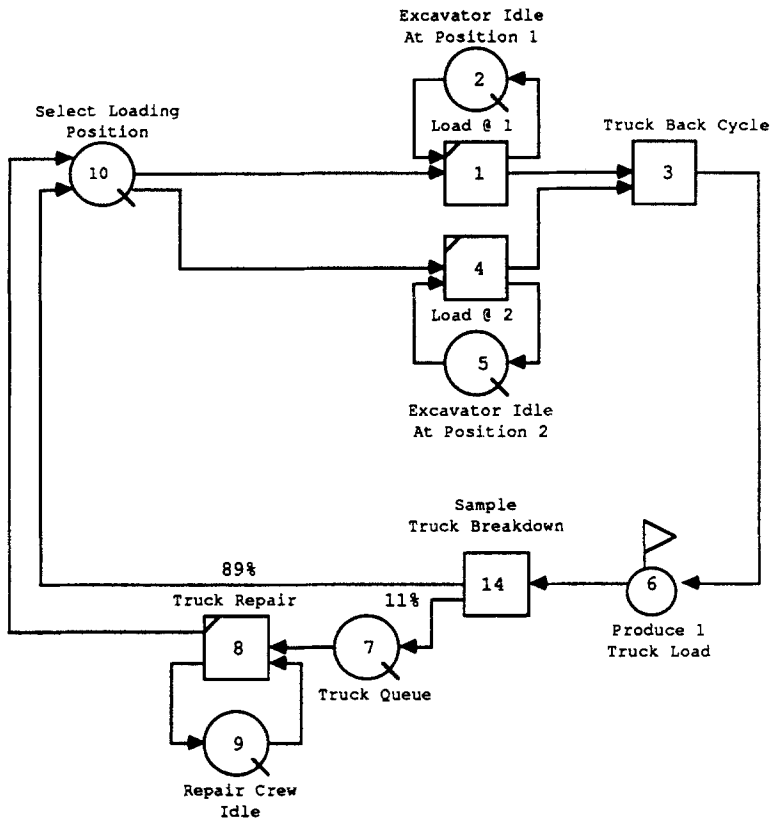 Excavator Idle
At Position 1
2
Select Loading
Position
Load @ 1
Truck Back Cycle
10
1
3
4
Load @ 2
5
Excavator Idle
At Position 2
Sample
Truck Breakdown
89%
14
6
11%
Truck Repair
Produce 1
Truck Load
8
7
Truck Queue
9
Repair Crew
Idle